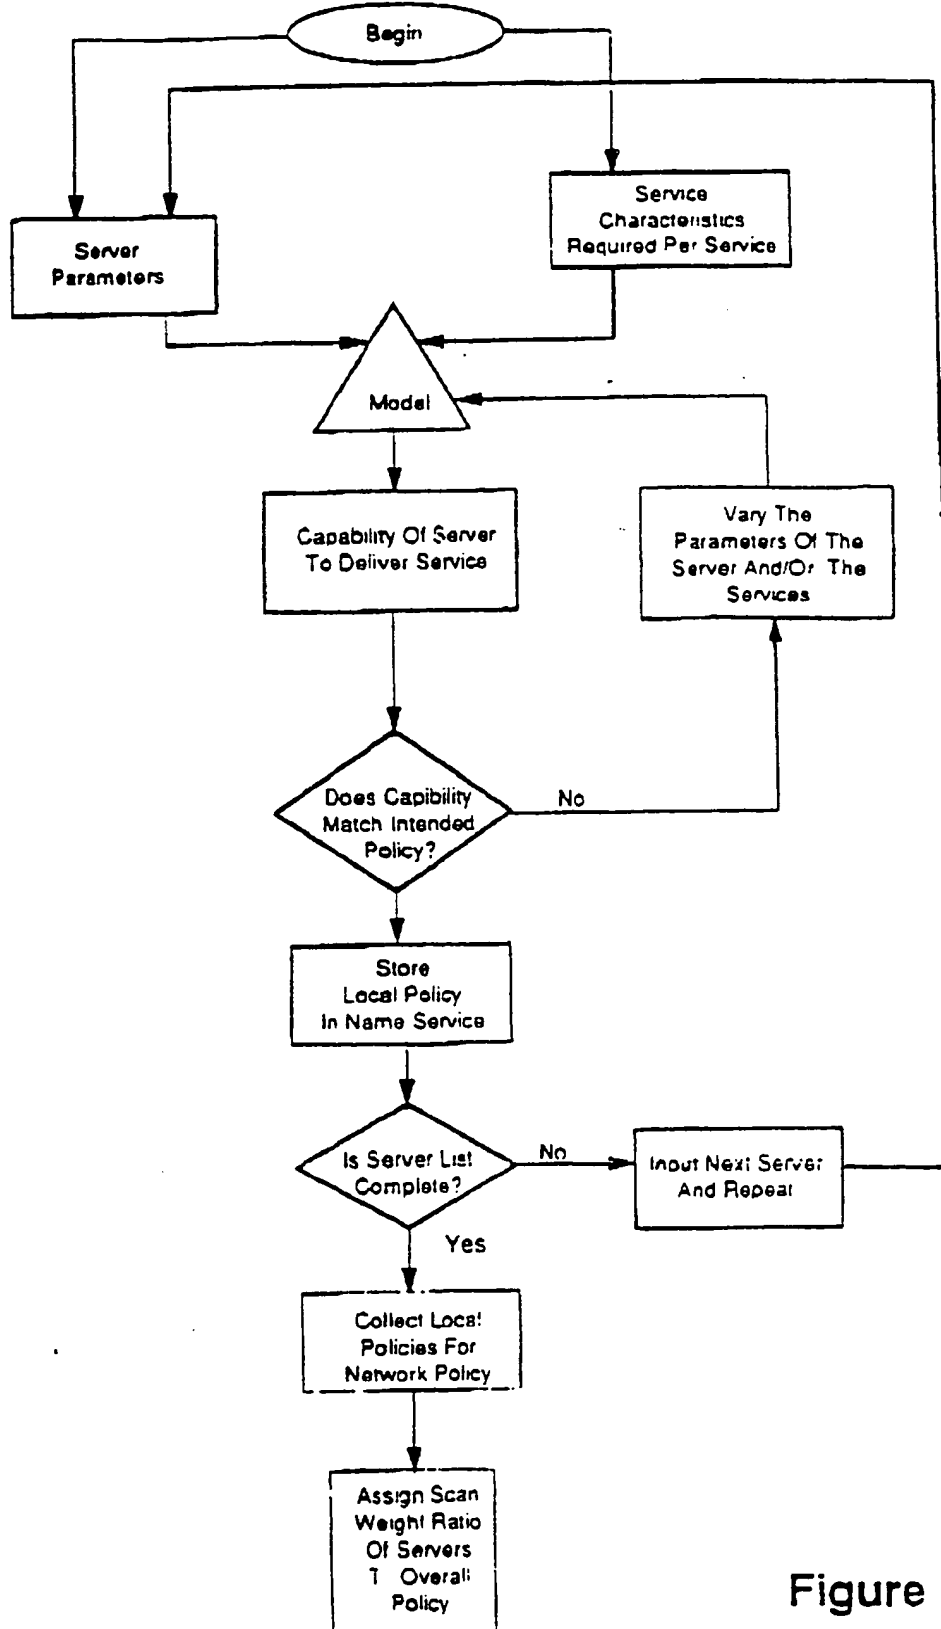 Begin
Service
Characteristics
Required Per Service
Server
Parameters
Model
Capability Of Server
To Deliver Service
Vary The
Parameters Of The
Server And/Or The
Services
Does Capibility
Match Intended
Policy?
No
Store
Local Policy
In Name Service
Is Server List
Complete?
No
Input Next Server
And Repeat
Yes
Collect Local
Policies For
Network Policy
Assign Scan
Weight Ratio
Of Servers
T Overall
Policy
Figure